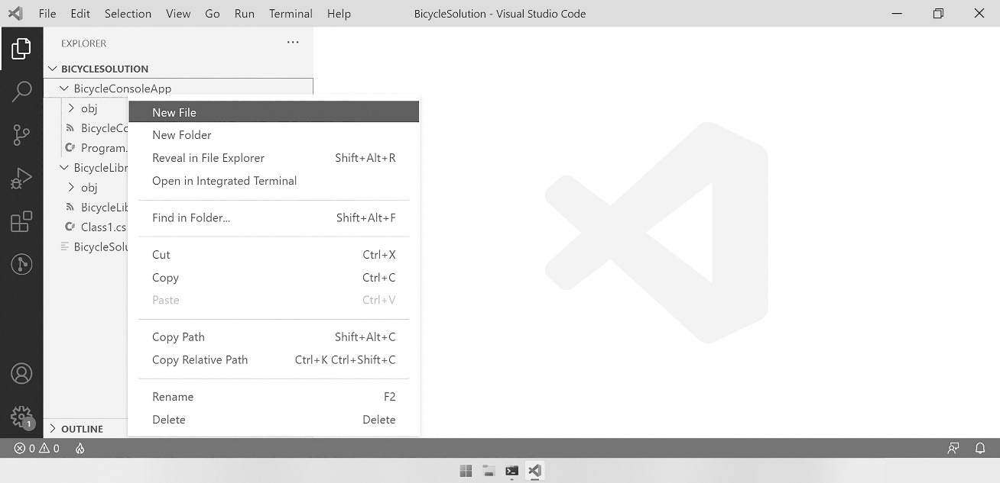 File Edit Selection View Go Run Terminal Help BicycleSolution - Visual Studio Code
EXPLORER ...
BICYCLESOLUTION
BicycleConsoleApp
obj
BicycleCo
Program.
BicycleLibr
obj
BicycleLib
C# Class1.cs
BicycleSolu
OUTLINE
New File
New Folder
Reveal in File Explorer Shift+Alt+R
Open in Integrated Terminal
Find in Folder... Shift+Alt+F
Cut Ctrl+X
Copy Ctrl+C
Paste Ctrl+V
Copy Path Shift+Alt+C
Copy Relative Path Ctrl+K Ctrl+Shift+C
Rename F2
Delete Delete
1
0 0